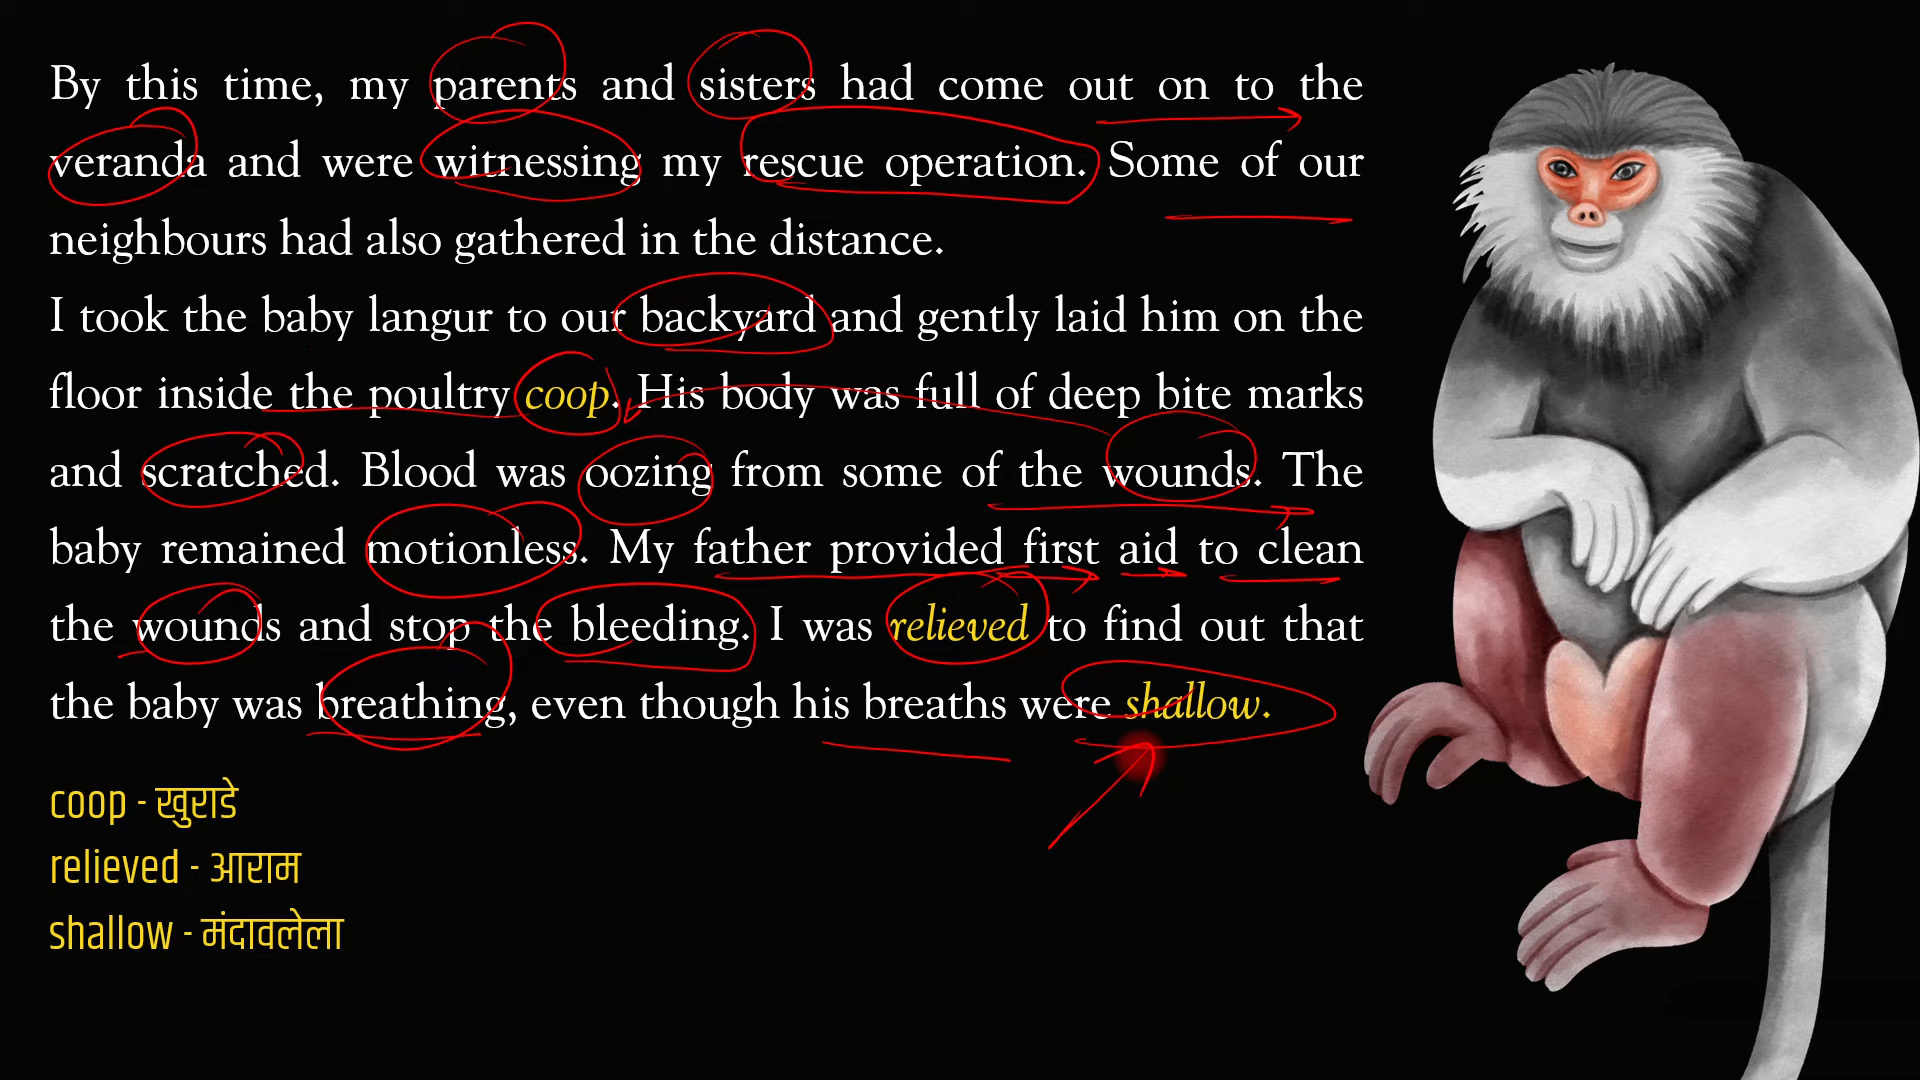 By this time, my parents and sisters had come out on to the
veranda and were witnessing my rescue operation. Some of our
neighbours had also gathered in the distance.
I took the baby langur to our backyard and gently laid him on the
floor inside the poultry coop. His body was full of deep bite marks
and scratched. Blood was oozing from some of the wounds. The
baby remained motionless. My father provided first aid to clean
the wounds and stop the bleeding. I was relieved to find out that
the baby was breathing, even though his breaths were shallow.
coop - खुराडे
relieved - आराम
shallow - मंदावलेला